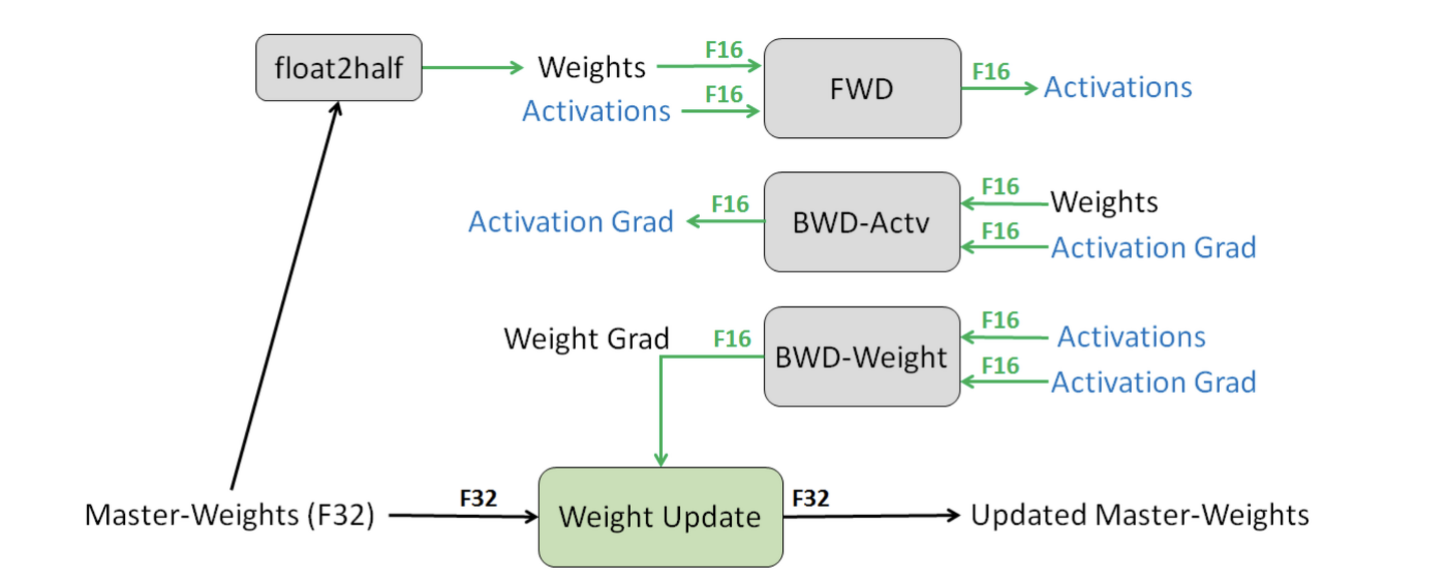 float2half
Weights
F16
Activations
F16
FWD
F16
Activations
Activation Grad
F16
BWD-Actv
F16
Weights
F16
Activation Grad
Weight Grad
F16
BWD-Weight
F16
Activations
F16
Activation Grad
Master-Weights (F32)
F32
Weight Update
F32
Updated Master-Weights